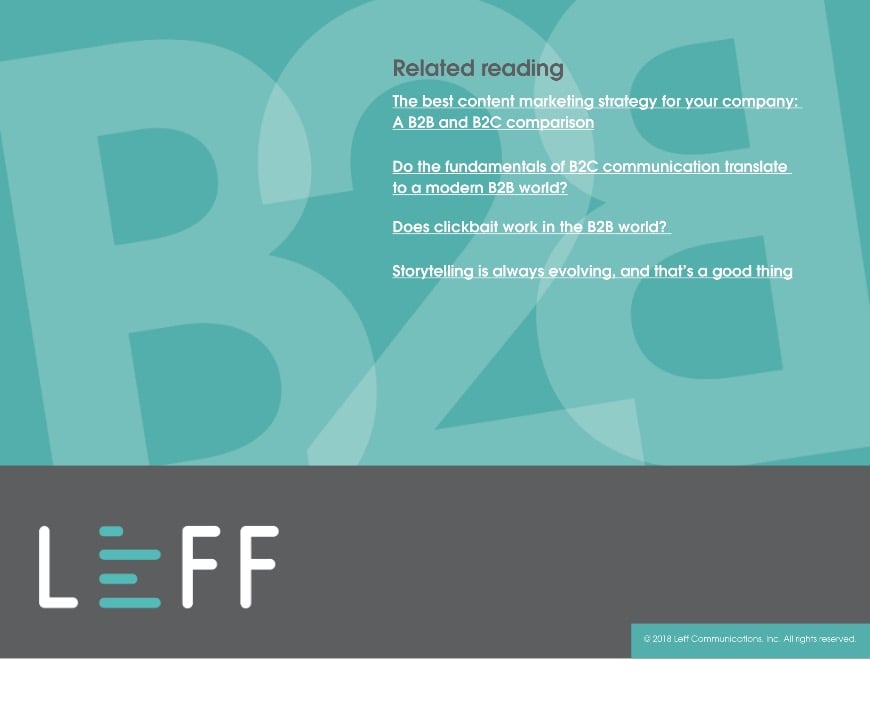 B2B
Related reading
The best content marketing strategy for your company:
A B2B and B2C comparison
Do the fundamentals of B2C communication translate
to a modern B2B world?
Does clickbait work in the B2B world?
Storytelling is always evolving, and that's a good thing
LEFF
© 2018 Leff Communications, Inc. All rights reserved.